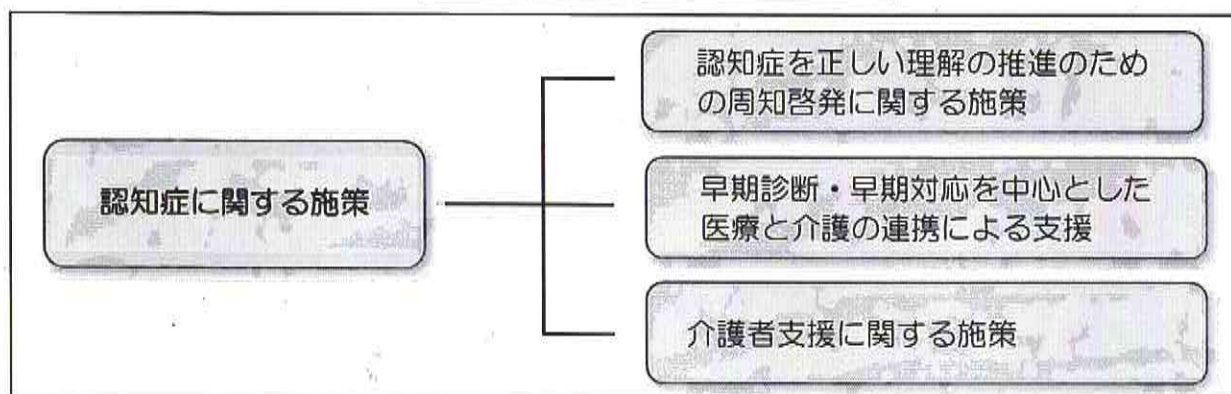 認知症に関する施策
認知症を正しい理解の推進のため
の周知啓発に関する施策
早期診断・早期対応を中心とした
医療と介護の連携による支援
介護者支援に関する施策